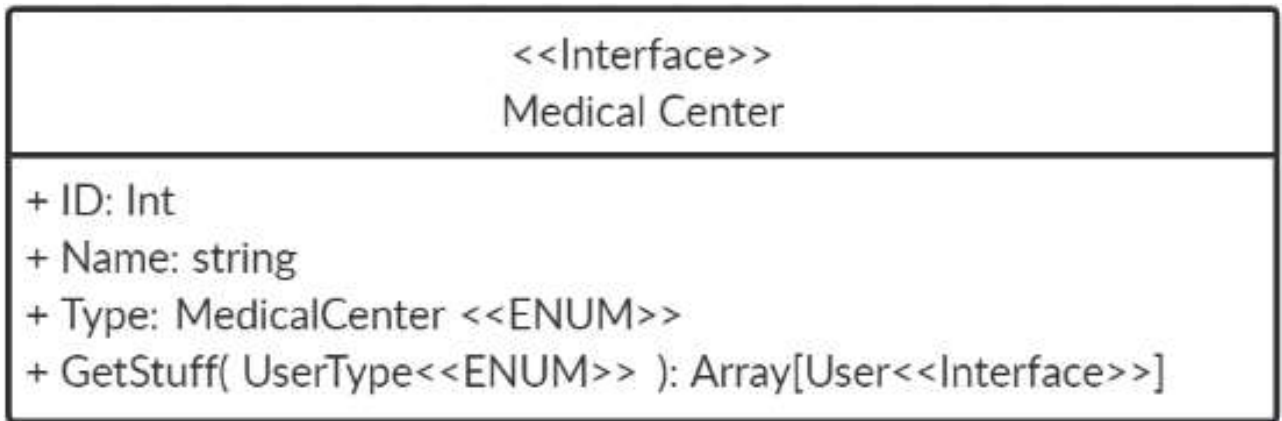 <<Interface>>
Medical Center
+ ID: Int
+ Name: string
+ Type: MedicalCenter <<ENUM>>
+ GetStuff( UserType<<ENUM>> ): Array[User<<Interface>>]